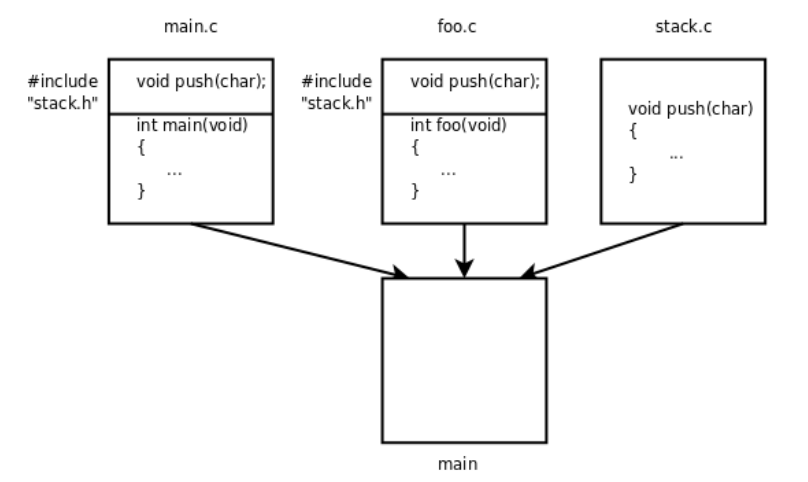 main.c
foo.c
stack.c
#include
"stack.h"
void push(char);
int main(void)
{
...
}
#include
"stack.h"
void push(char);
int foo(void)
{
...
}
void push(char)
{
...
}
main